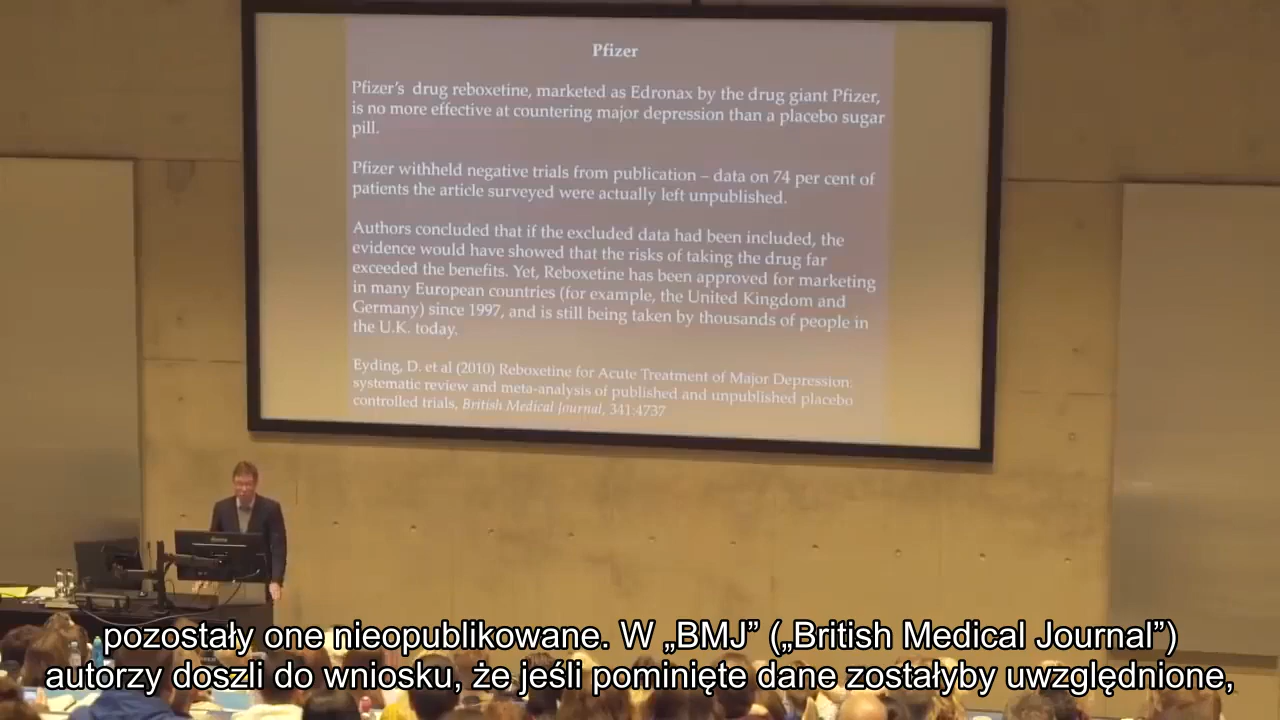 Pfizer
Pfizer's drug reboxetine, marketed as Edronax by the drug giant Pfizer,
is no more effective at countering major depression than a placebo sugar
pill.
Pfizer withheld negative trials from publication – data on 74 per cent of
patients the article surveyed were actually left unpublished.
Authors concluded that if the excluded data had been included, the
evidence would have showed that the risks of taking the drug far
exceeded the benefits. Yet, Reboxetine has been approved for marketing
in many European countries (for example, the United Kingdom and
Germany) since 1997, and is still being taken by thousands of people in
the U.K. today.
Eyding, D. et al (2010) Reboxetine for Acute Treatment of Major Depression:
systematic review and meta-analysis of published and unpublished placebo
controlled trials, British Medical Journal, 341:4737
pozostały one nieopublikowane. W „BMJ” („British Medical Journal”)
autorzy doszli do wniosku, że jeśli pominięte dane zostałyby uwzględnione,